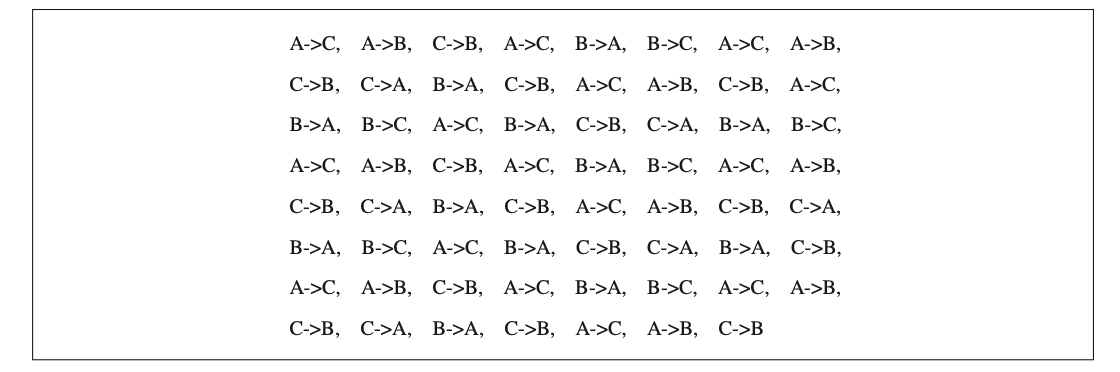 A->C, A->B, C->B, A->C, B->A, B->C, A->C, A->B,
C->B, C->A, B->A, C->B, A->C, A->B, C->B, A->C,
B->A, B->C, A->C, B->A, C->B, C->A, B->A, B->C,
A->C, A->B, C->B, A->C, B->A, B->C, A->C, A->B,
C->B, C->A, B->A, C->B, A->C, A->B, C->B, C->A,
B->A, B->C, A->C, B->A, C->B, C->A, B->A, C->B,
A->C, A->B, C->B, A->C, B->A, B->C, A->C, A->B,
C->B, C->A, B->A, C->B, A->C, A->B, C->B